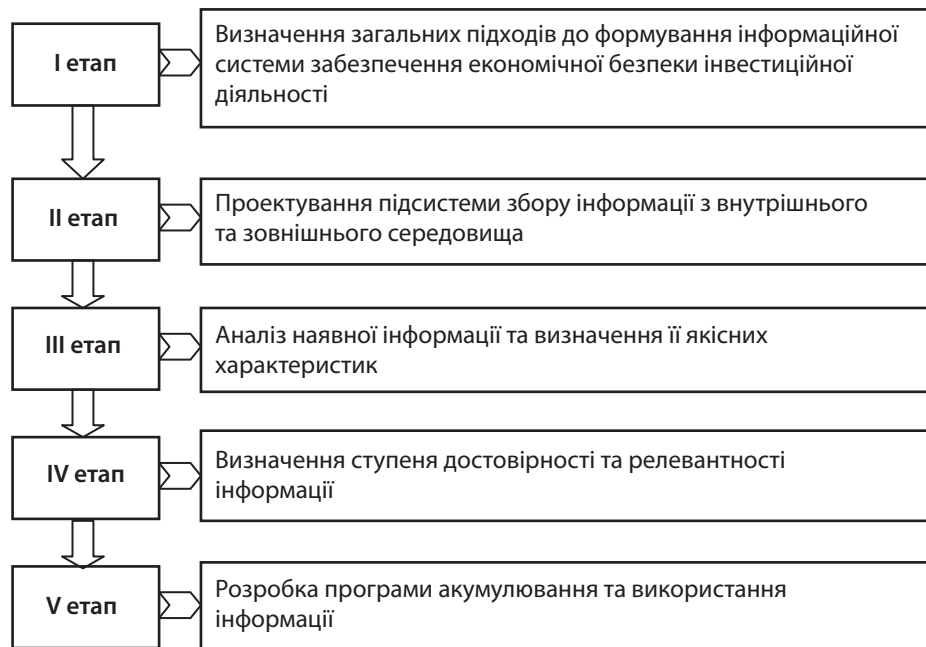 І етап
Визначення загальних підходів до формування інформаційної
системи забезпечення економічної безпеки інвестиційної
діяльності
ІІ етап
Проектування підсистеми збору інформації з внутрішнього
та зовнішнього середовища
ІІІ етап
Аналіз наявної інформації та визначення її якісних
характеристик
IV етап
Визначення ступеня достовірності та релевантності
інформації
V етап
Розробка програми акумулювання та використання
інформації